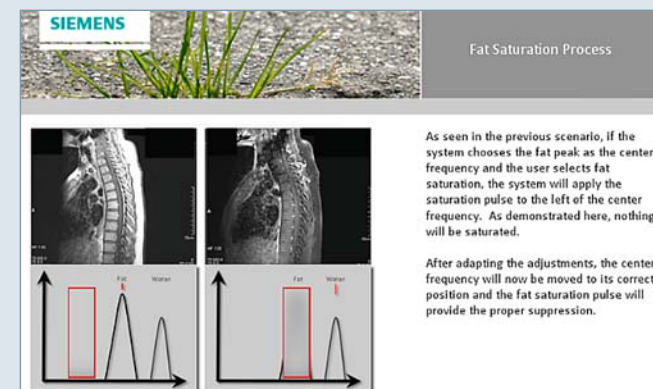 SIEMENS
Fat Saturation Process
As seen in the previous scenario, if the
system chooses the fat peak as the center
frequency and the user selects fat
saturation, the system will apply the
saturation pulse to the left of the center
frequency. As demonstrated here, nothing
will be saturated.
After adapting the adjustments, the center
frequency will now be moved to its correct
position and the fat saturation pulse will
provide the proper suppression.
Fat Water
Fat Water